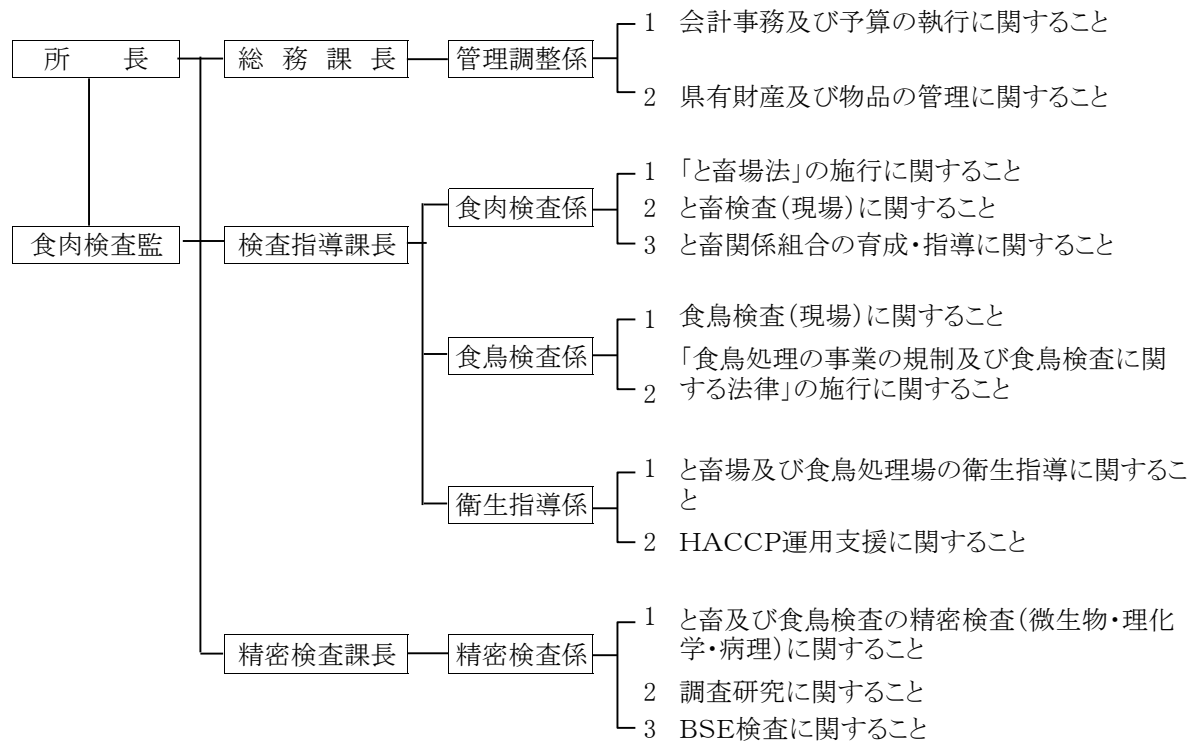 所　　長
総 務 課 長
管理調整係
1 会計事務及び予算の執行に関すること
2 県有財産及び物品の管理に関すること
食肉検査監
検査指導課長
食肉検査係
1 「と畜場法」の施行に関すること
2 と畜検査(現場)に関すること
3 と畜関係組合の育成・指導に関すること
食鳥検査係
1 食鳥検査(現場)に関すること
2 「食鳥処理の事業の規制及び食鳥検査に関
する法律」の施行に関すること
衛生指導係
1 と畜場及び食鳥処理場の衛生指導に関するこ
と
2 HACCP運用支援に関すること
精密検査課長
精密検査係
1 と畜及び食鳥検査の精密検査(微生物・理化
学・病理)に関すること
2 調査研究に関すること
3 BSE検査に関すること